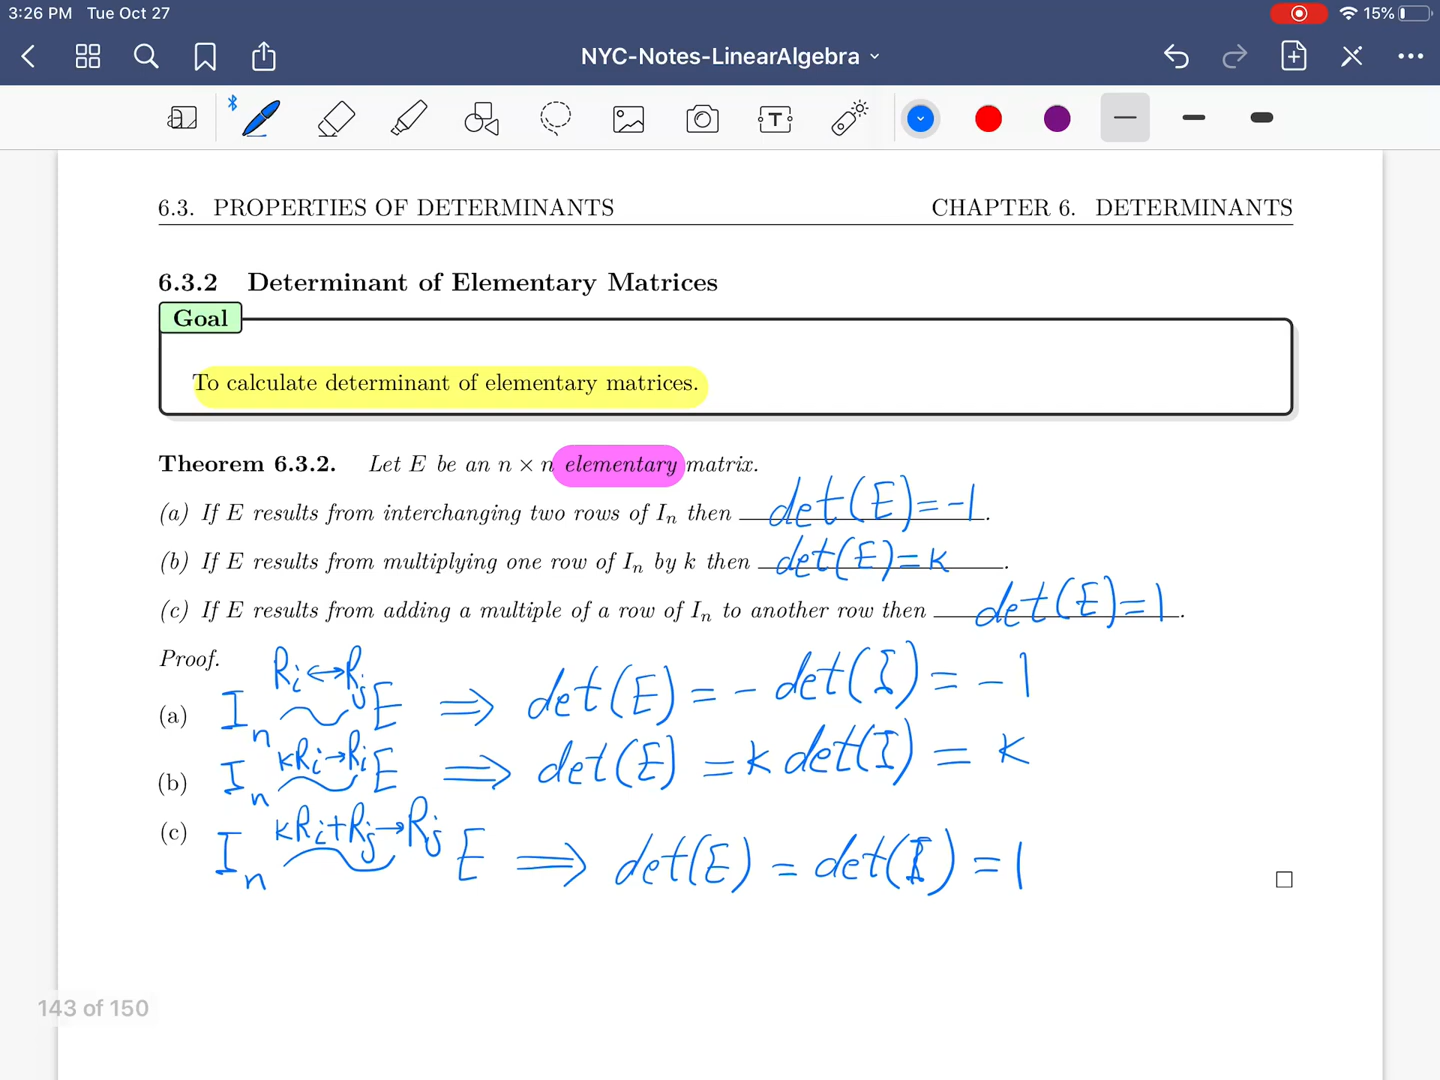 3:26 PM Tue Oct 27 15%
NYC-Notes-LinearAlgebra
T
6.3. PROPERTIES OF DETERMINANTS CHAPTER 6. DETERMINANTS
6.3.2 Determinant of Elementary Matrices
Goal
To calculate determinant of elementary matrices.
Theorem 6.3.2. Let E be an n × n elementary matrix.
(a) If E results from interchanging two rows of Iₙ then det(E)=-1.
(b) If E results from multiplying one row of Iₙ by k then det(E)=k.
(c) If E results from adding a multiple of a row of Iₙ to another row then det(E)=1.
Proof.
(a) Iₙ Rᵢ↔Rⱼ ~ E ⟹ det(E) = - det(I) = -1
(b) Iₙ kRᵢ→Rᵢ ~ E ⟹ det(E) = k det(I) = k
(c) Iₙ kRᵢ+Rⱼ→Rⱼ ~ E ⟹ det(E) = det(I) = 1
□
143 of 150